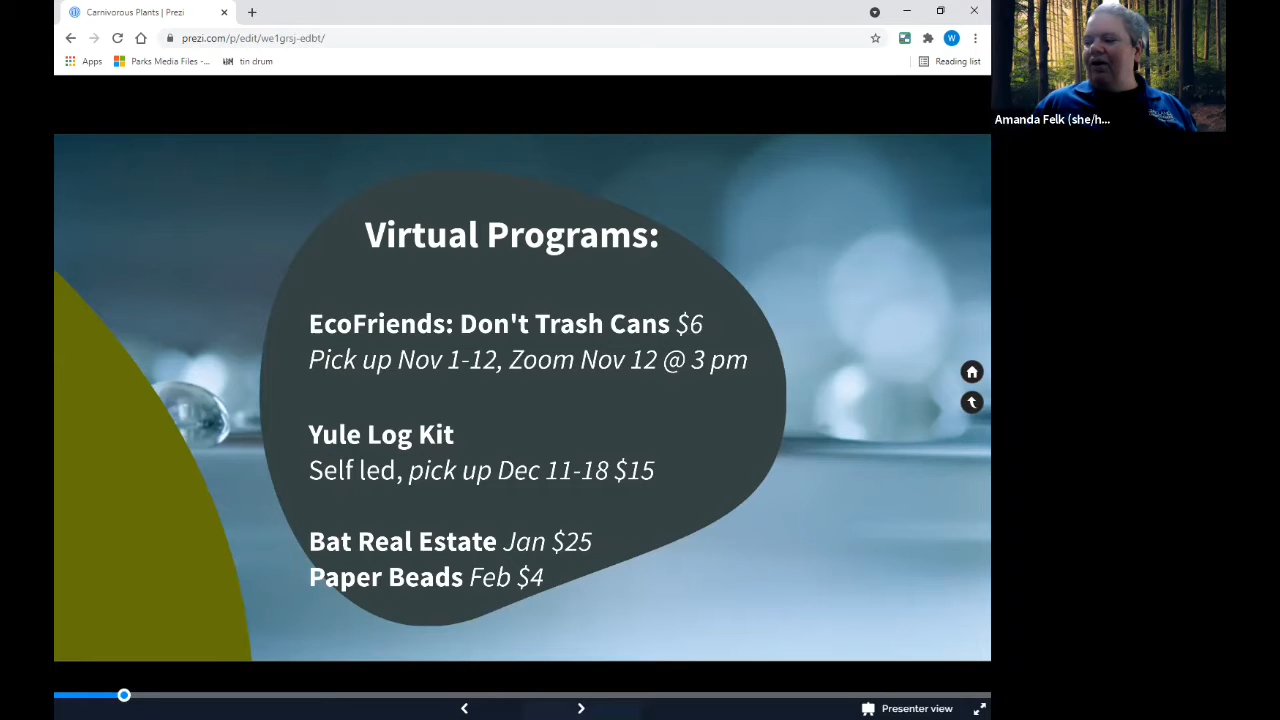 Carnivorous Plants | Prezi
prezi.com/p/edit/we1grsj-edbt/
W
Apps
Parks Media Files -...
tin drum
Reading list
Amanda Felk (she/h...
Virtual Programs:
EcoFriends: Don't Trash Cans $6
Pick up Nov 1-12, Zoom Nov 12 @ 3 pm
Yule Log Kit
Self led, pick up Dec 11-18 $15
Bat Real Estate Jan $25
Paper Beads Feb $4
Presenter view